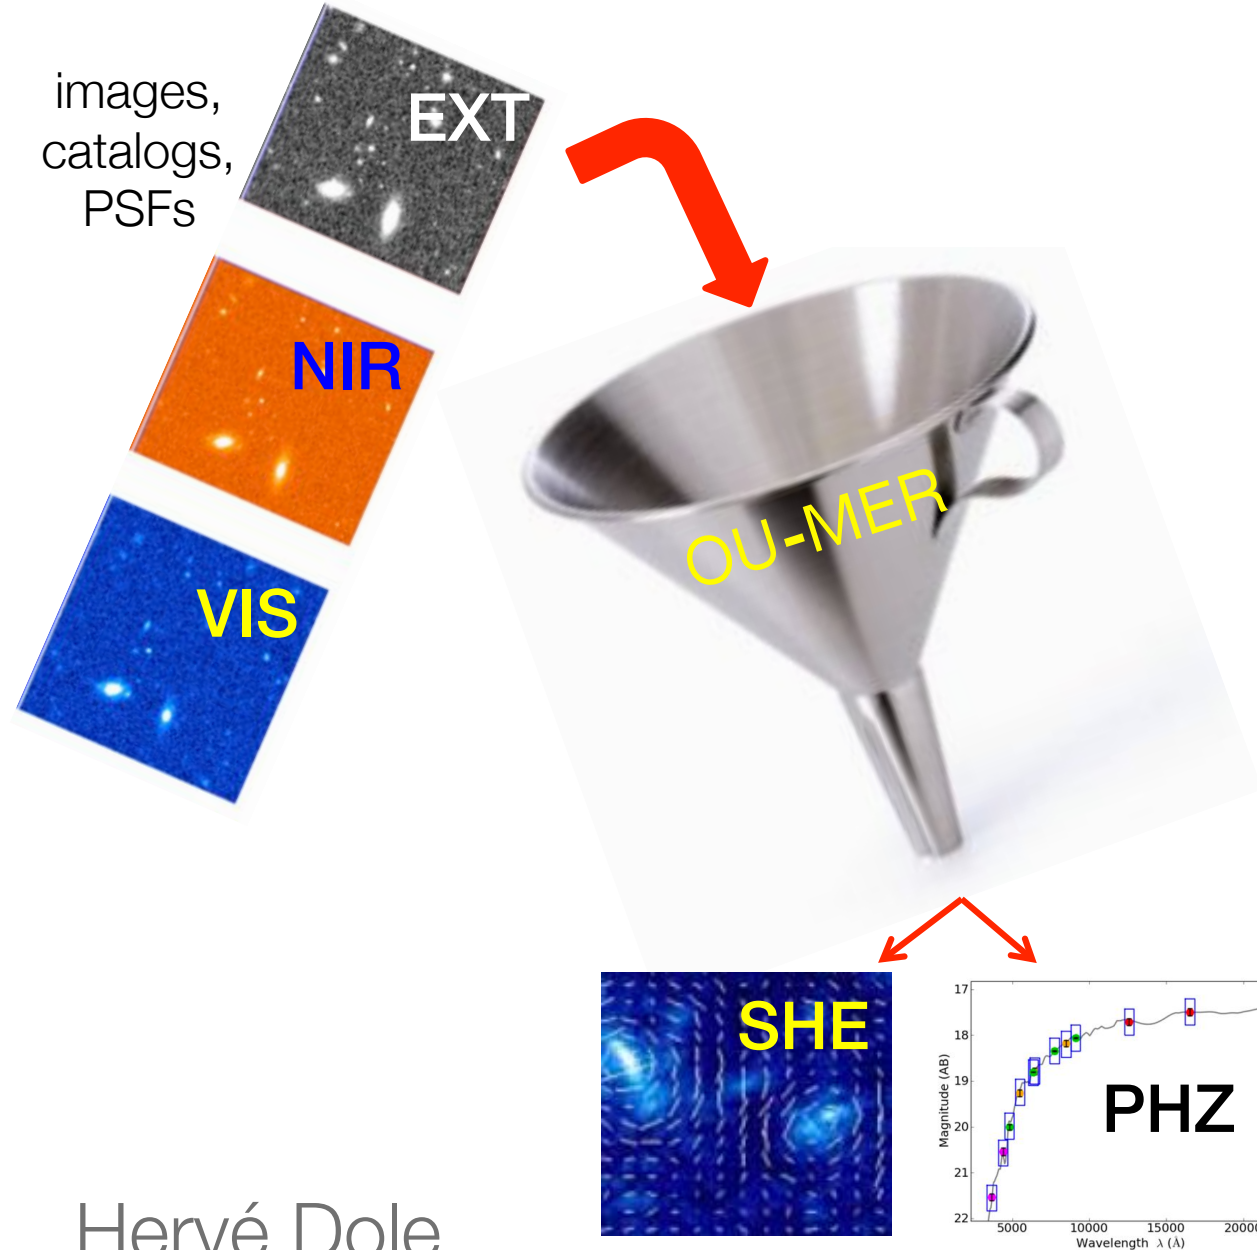 images,
catalogs,
PSFs
EXT
NIR
VIS
OU-MER
SHE
PHZ
17
18
19
20
21
22
Magnitude (AB)
5000 10000 15000 2000
Wavelength λ (Å)
Hervé Dole